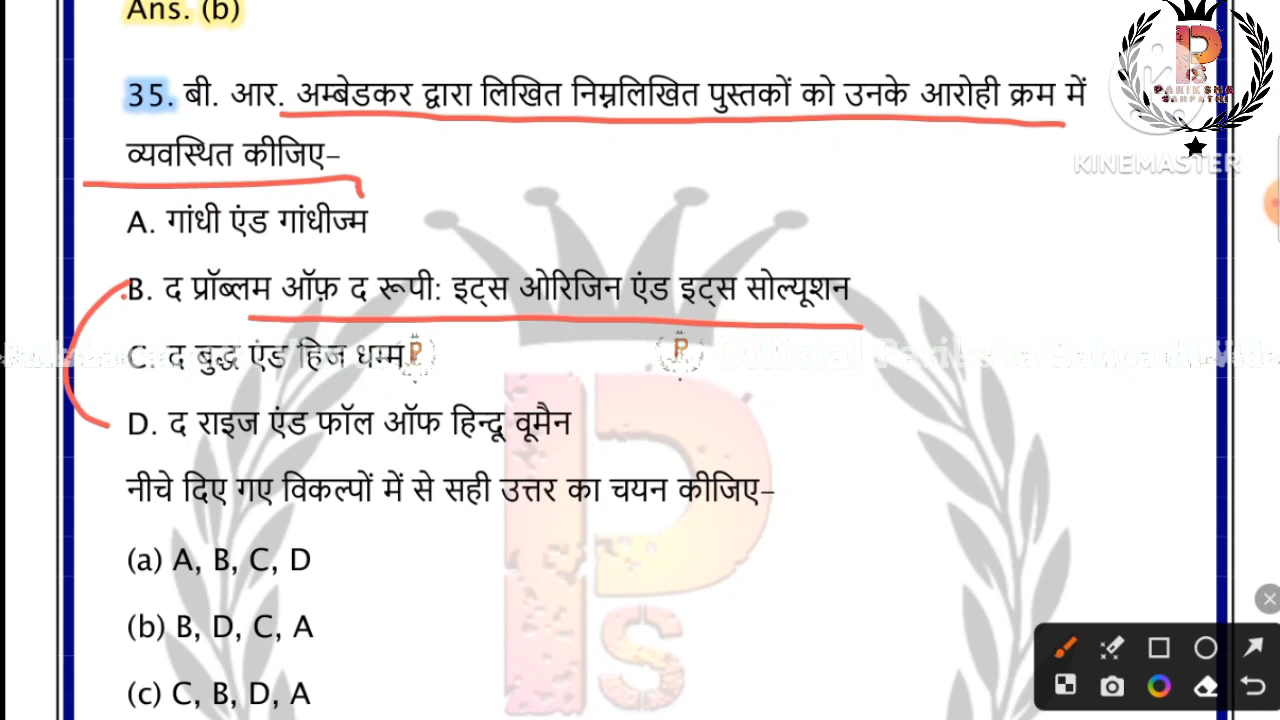 Ans. (b)
35. बी. आर. अम्बेडकर द्वारा लिखित निम्नलिखित पुस्तकों को उनके आरोही क्रम में
व्यवस्थित कीजिए–
KINEMASTER
A. गांधी एंड गांधीज्म
B. द प्रॉब्लम ऑफ़ द रूपी: इट्स ओरिजिन एंड इट्स सोल्यूशन
C. द बुद्ध एंड हिज धम्म
D. द राइज एंड फॉल ऑफ हिन्दू वूमैन
नीचे दिए गए विकल्पों में से सही उत्तर का चयन कीजिए–
(a) A, B, C, D
(b) B, D, C, A
(c) C, B, D, A